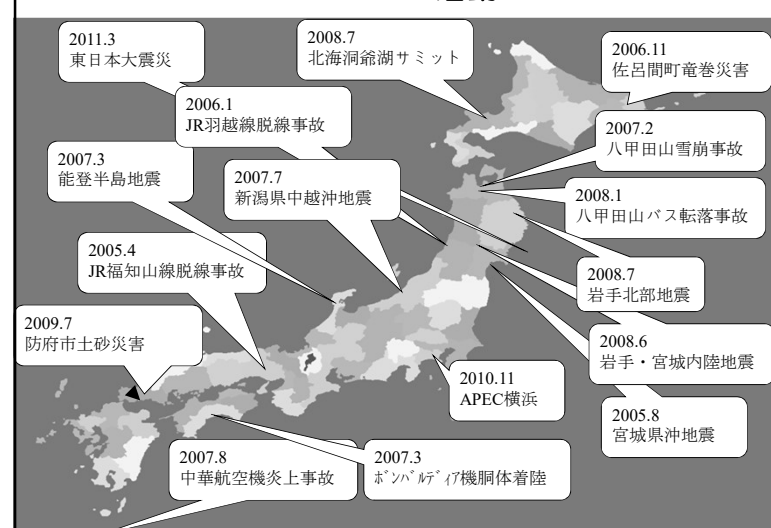 2011.3
東日本大震災
2008.7
北海洞爺湖サミット
2006.11
佐呂間町竜巻災害
2006.1
JR羽越線脱線事故
2007.2
八甲田山雪崩事故
2007.3
能登半島地震
2007.7
新潟県中越沖地震
2008.1
八甲田山バス転落事故
2005.4
JR福知山線脱線事故
2008.7
岩手北部地震
2009.7
防府市土砂災害
2008.6
岩手・宮城内陸地震
2010.11
APEC横浜
2005.8
宮城県沖地震
2007.8
中華航空機炎上事故
2007.3
ﾎﾞﾝﾊﾞﾙﾃﾞｨｱ機胴体着陸